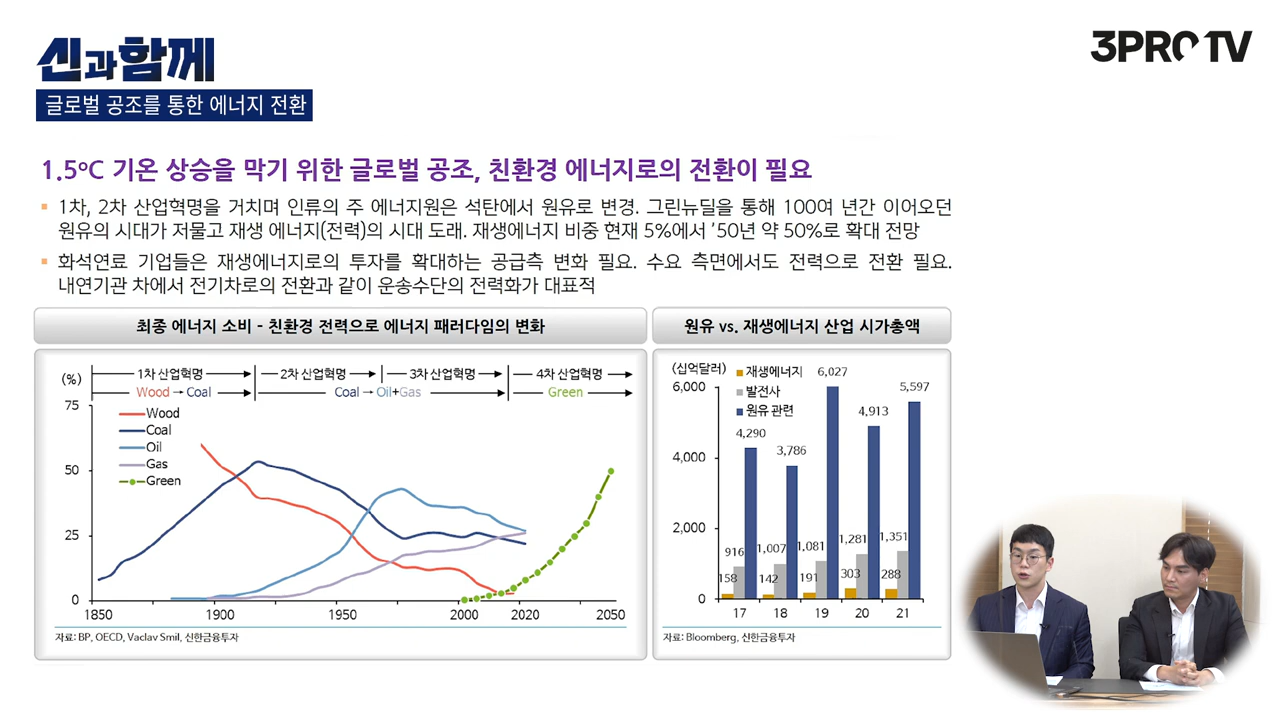 신과함께
3PRO TV
글로벌 공조를 통한 에너지 전환
1.5ºC 기온 상승을 막기 위한 글로벌 공조, 친환경 에너지로의 전환이 필요
1차, 2차 산업혁명을 거치며 인류의 주 에너지원은 석탄에서 원유로 변경. 그린뉴딜을 통해 100여 년간 이어오던
원유의 시대가 저물고 재생 에너지(전력)의 시대 도래. 재생에너지 비중 현재 5%에서 '50년 약 50%로 확대 전망
화석연료 기업들은 재생에너지로의 투자를 확대하는 공급측 변화 필요. 수요 측면에서도 전력으로 전환 필요.
내연기관 차에서 전기차로의 전환과 같이 운송수단의 전력화가 대표적
최종 에너지 소비 - 친환경 전력으로 에너지 패러다임의 변화
(%)
1차 산업혁명 2차 산업혁명 3차 산업혁명 4차 산업혁명
Wood → Coal Coal → Oil+Gas Green
75
Wood
Coal
Oil
Gas
Green
50
25
0
1850 1900 1950 2000 2020 2050
자료: BP, OECD, Vaclav Smil, 신한금융투자
원유 vs. 재생에너지 산업 시가총액
(십억달러)
재생에너지
발전사
원유 관련
6,000
4,000
2,000
0
4,290 3,786 6,027 4,913 5,597
916 1,007 1,081 1,281 1,351
158 142 191 303 288
17 18 19 20 21
자료: Bloomberg, 신한금융투자